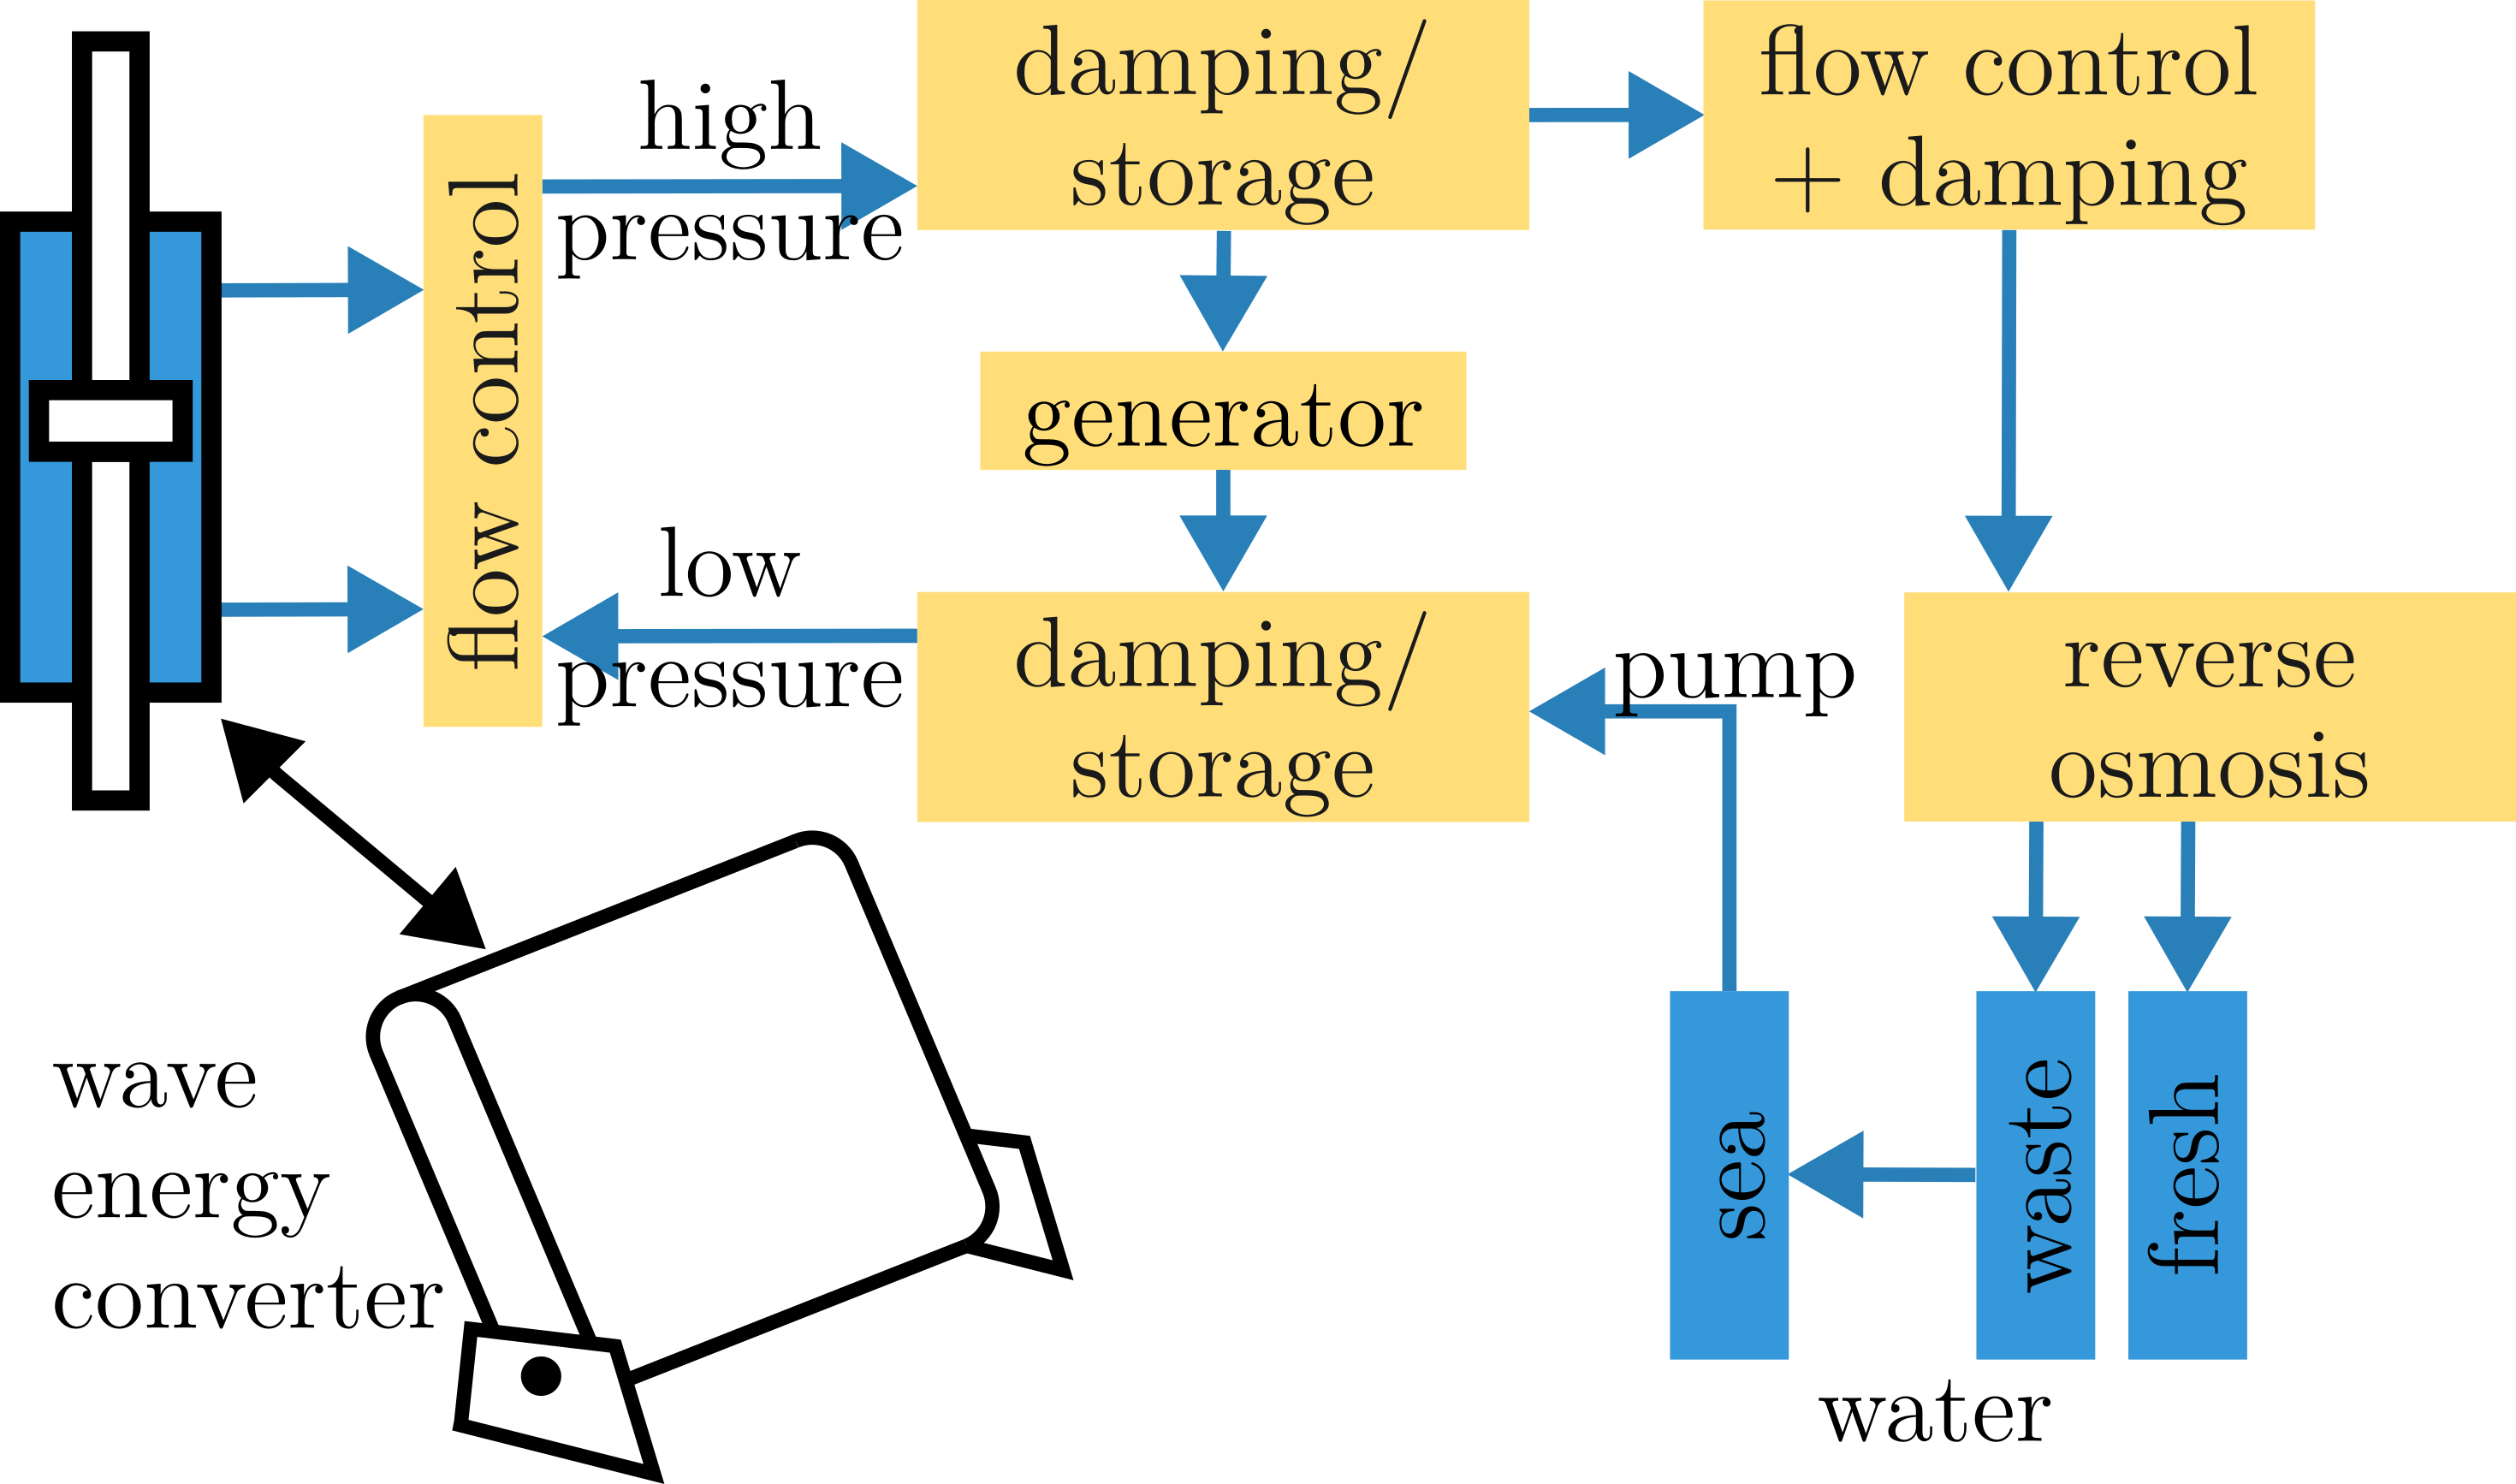 damping/
storage
flow control
+ damping
high
pressure
flow control
generator
low
pressure
damping/
storage
pump
reverse
osmosis
wave
energy
converter
sea
waste
fresh
water